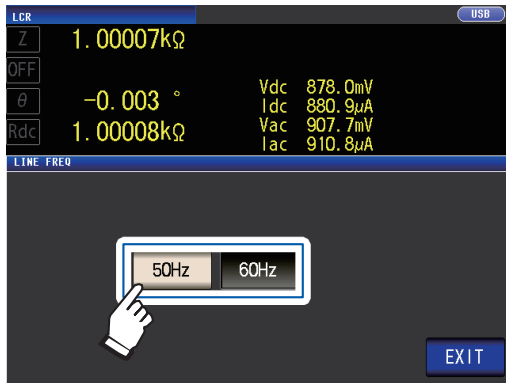 LCR USB
Z 1.00007kΩ
OFF
θ -0.003 °
Rdc 1.00008kΩ
Vdc 878.0mV
Idc 880.9μA
Vac 907.7mV
Iac 910.8μA
LINE FREQ
50Hz 60Hz
EXIT